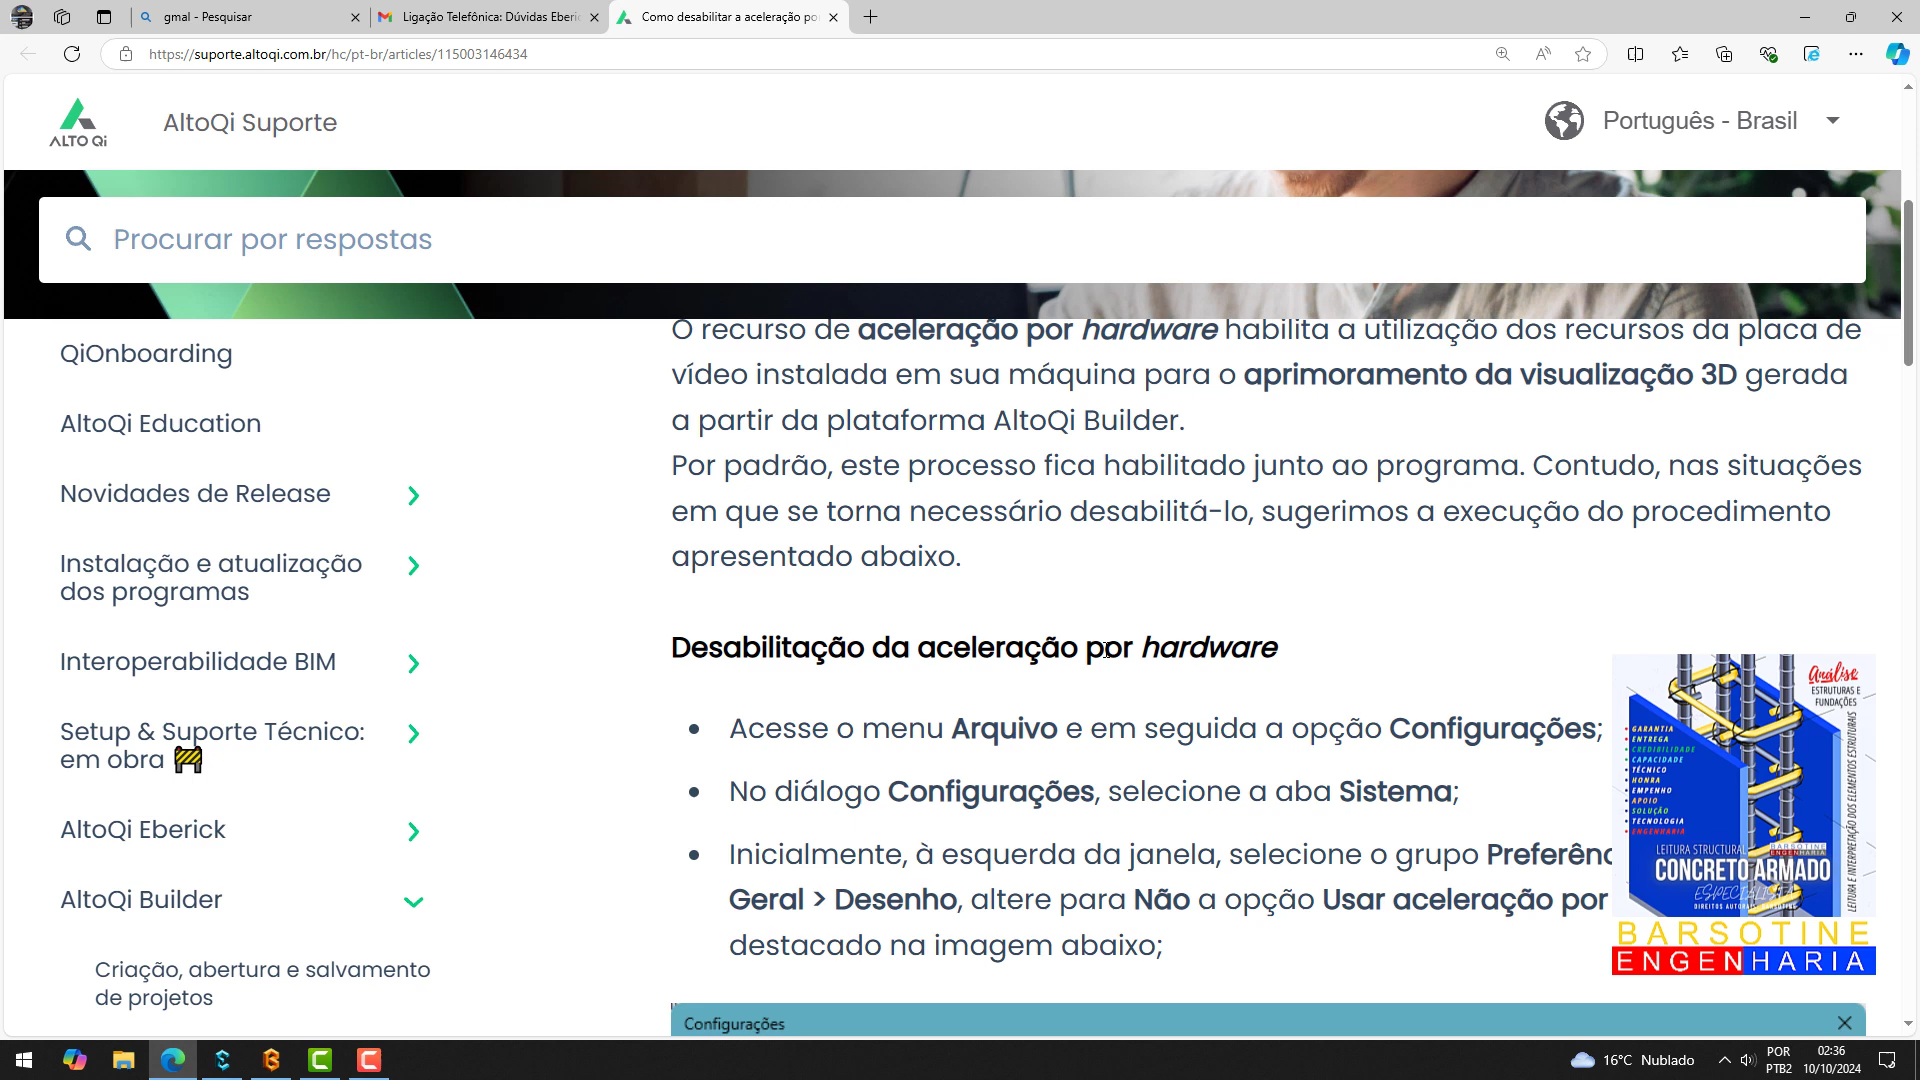 gmal - Pesquisar
Ligação Telefônica: Dúvidas Eberic
Como desabilitar a aceleração po
https://suporte.altoqi.com.br/hc/pt-br/articles/115003146434
ALTO Qi
AltoQi Suporte
Português - Brasil
Procurar por respostas
QiOnboarding
AltoQi Education
Novidades de Release
Instalação e atualização
dos programas
Interoperabilidade BIM
Setup & Suporte Técnico:
em obra 🚧
AltoQi Eberick
AltoQi Builder
Criação, abertura e salvamento
de projetos
O recurso de aceleração por hardware habilita a utilização dos recursos da placa de
vídeo instalada em sua máquina para o aprimoramento da visualização 3D gerada
a partir da plataforma AltoQi Builder.
Por padrão, este processo fica habilitado junto ao programa. Contudo, nas situações
em que se torna necessário desabilitá-lo, sugerimos a execução do procedimento
apresentado abaixo.
Desabilitação da aceleração por hardware
• Acesse o menu Arquivo e em seguida a opção Configurações;
• No diálogo Configurações, selecione a aba Sistema;
• Inicialmente, à esquerda da janela, selecione o grupo Preferênc
Geral > Desenho, altere para Não a opção Usar aceleração por
destacado na imagem abaixo;
Configurações
Análise
ESTRUTURAS E
FUNDAÇÕES
• GARANTIA
• ENTREGA
• CREDIBILIDADE
• CAPACIDADE
• TÉCNICO
• HONRA
• EMPENHO
• APOIO
• SOLUÇÃO
• TECNOLOGIA
• ENGENHARIA
LEITURA E INTERPRETAÇÃO DOS ELEMENTOS ESTRUTURAIS
BARSOTINE
ENGENHARIA
LEITURA STRUCTURAL
CONCRETO ARMADO
ESPECIALISTA
BARSOTINE
ENGENHARIA
16°C Nublado
POR
PTB2
02:36
10/10/2024